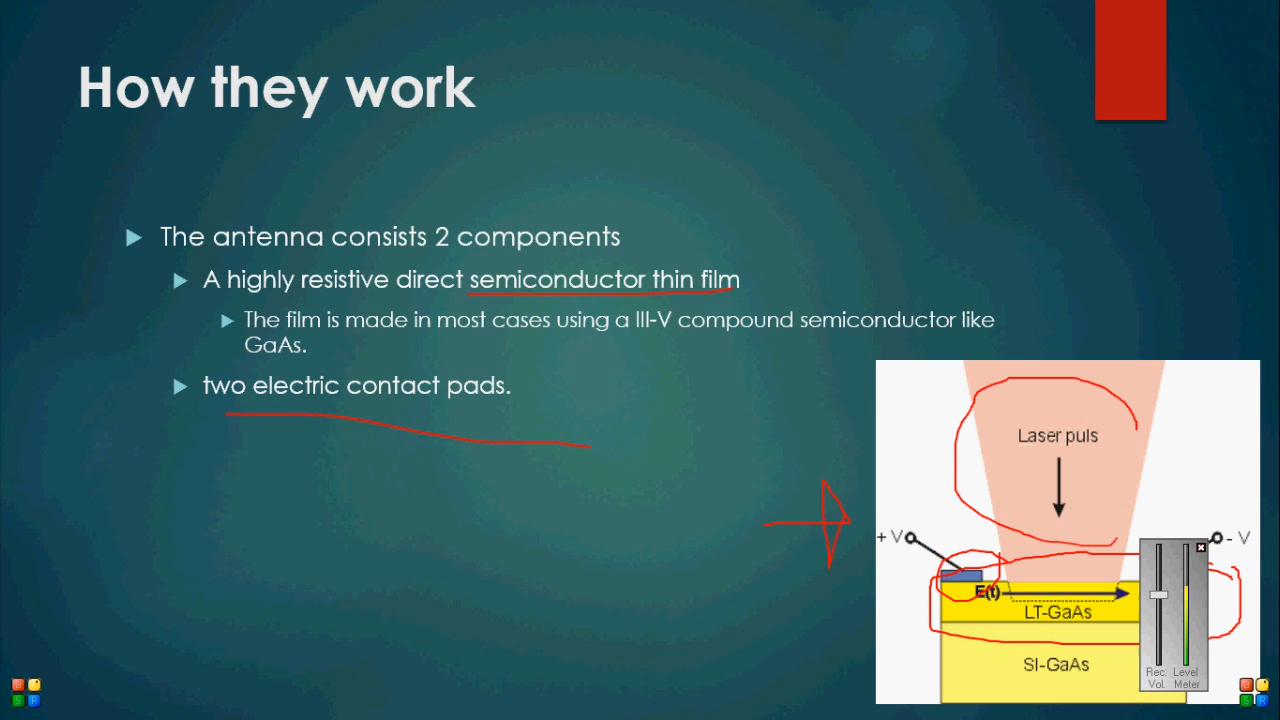 How they work
The antenna consists 2 components
A highly resistive direct semiconductor thin film
The film is made in most cases using a III-V compound semiconductor like
GaAs.
two electric contact pads.
Laser puls
+ V
- V
E(t)
LT-GaAs
SI-GaAs
Rec. Level
Vol. Meter
B
S R
B
S R